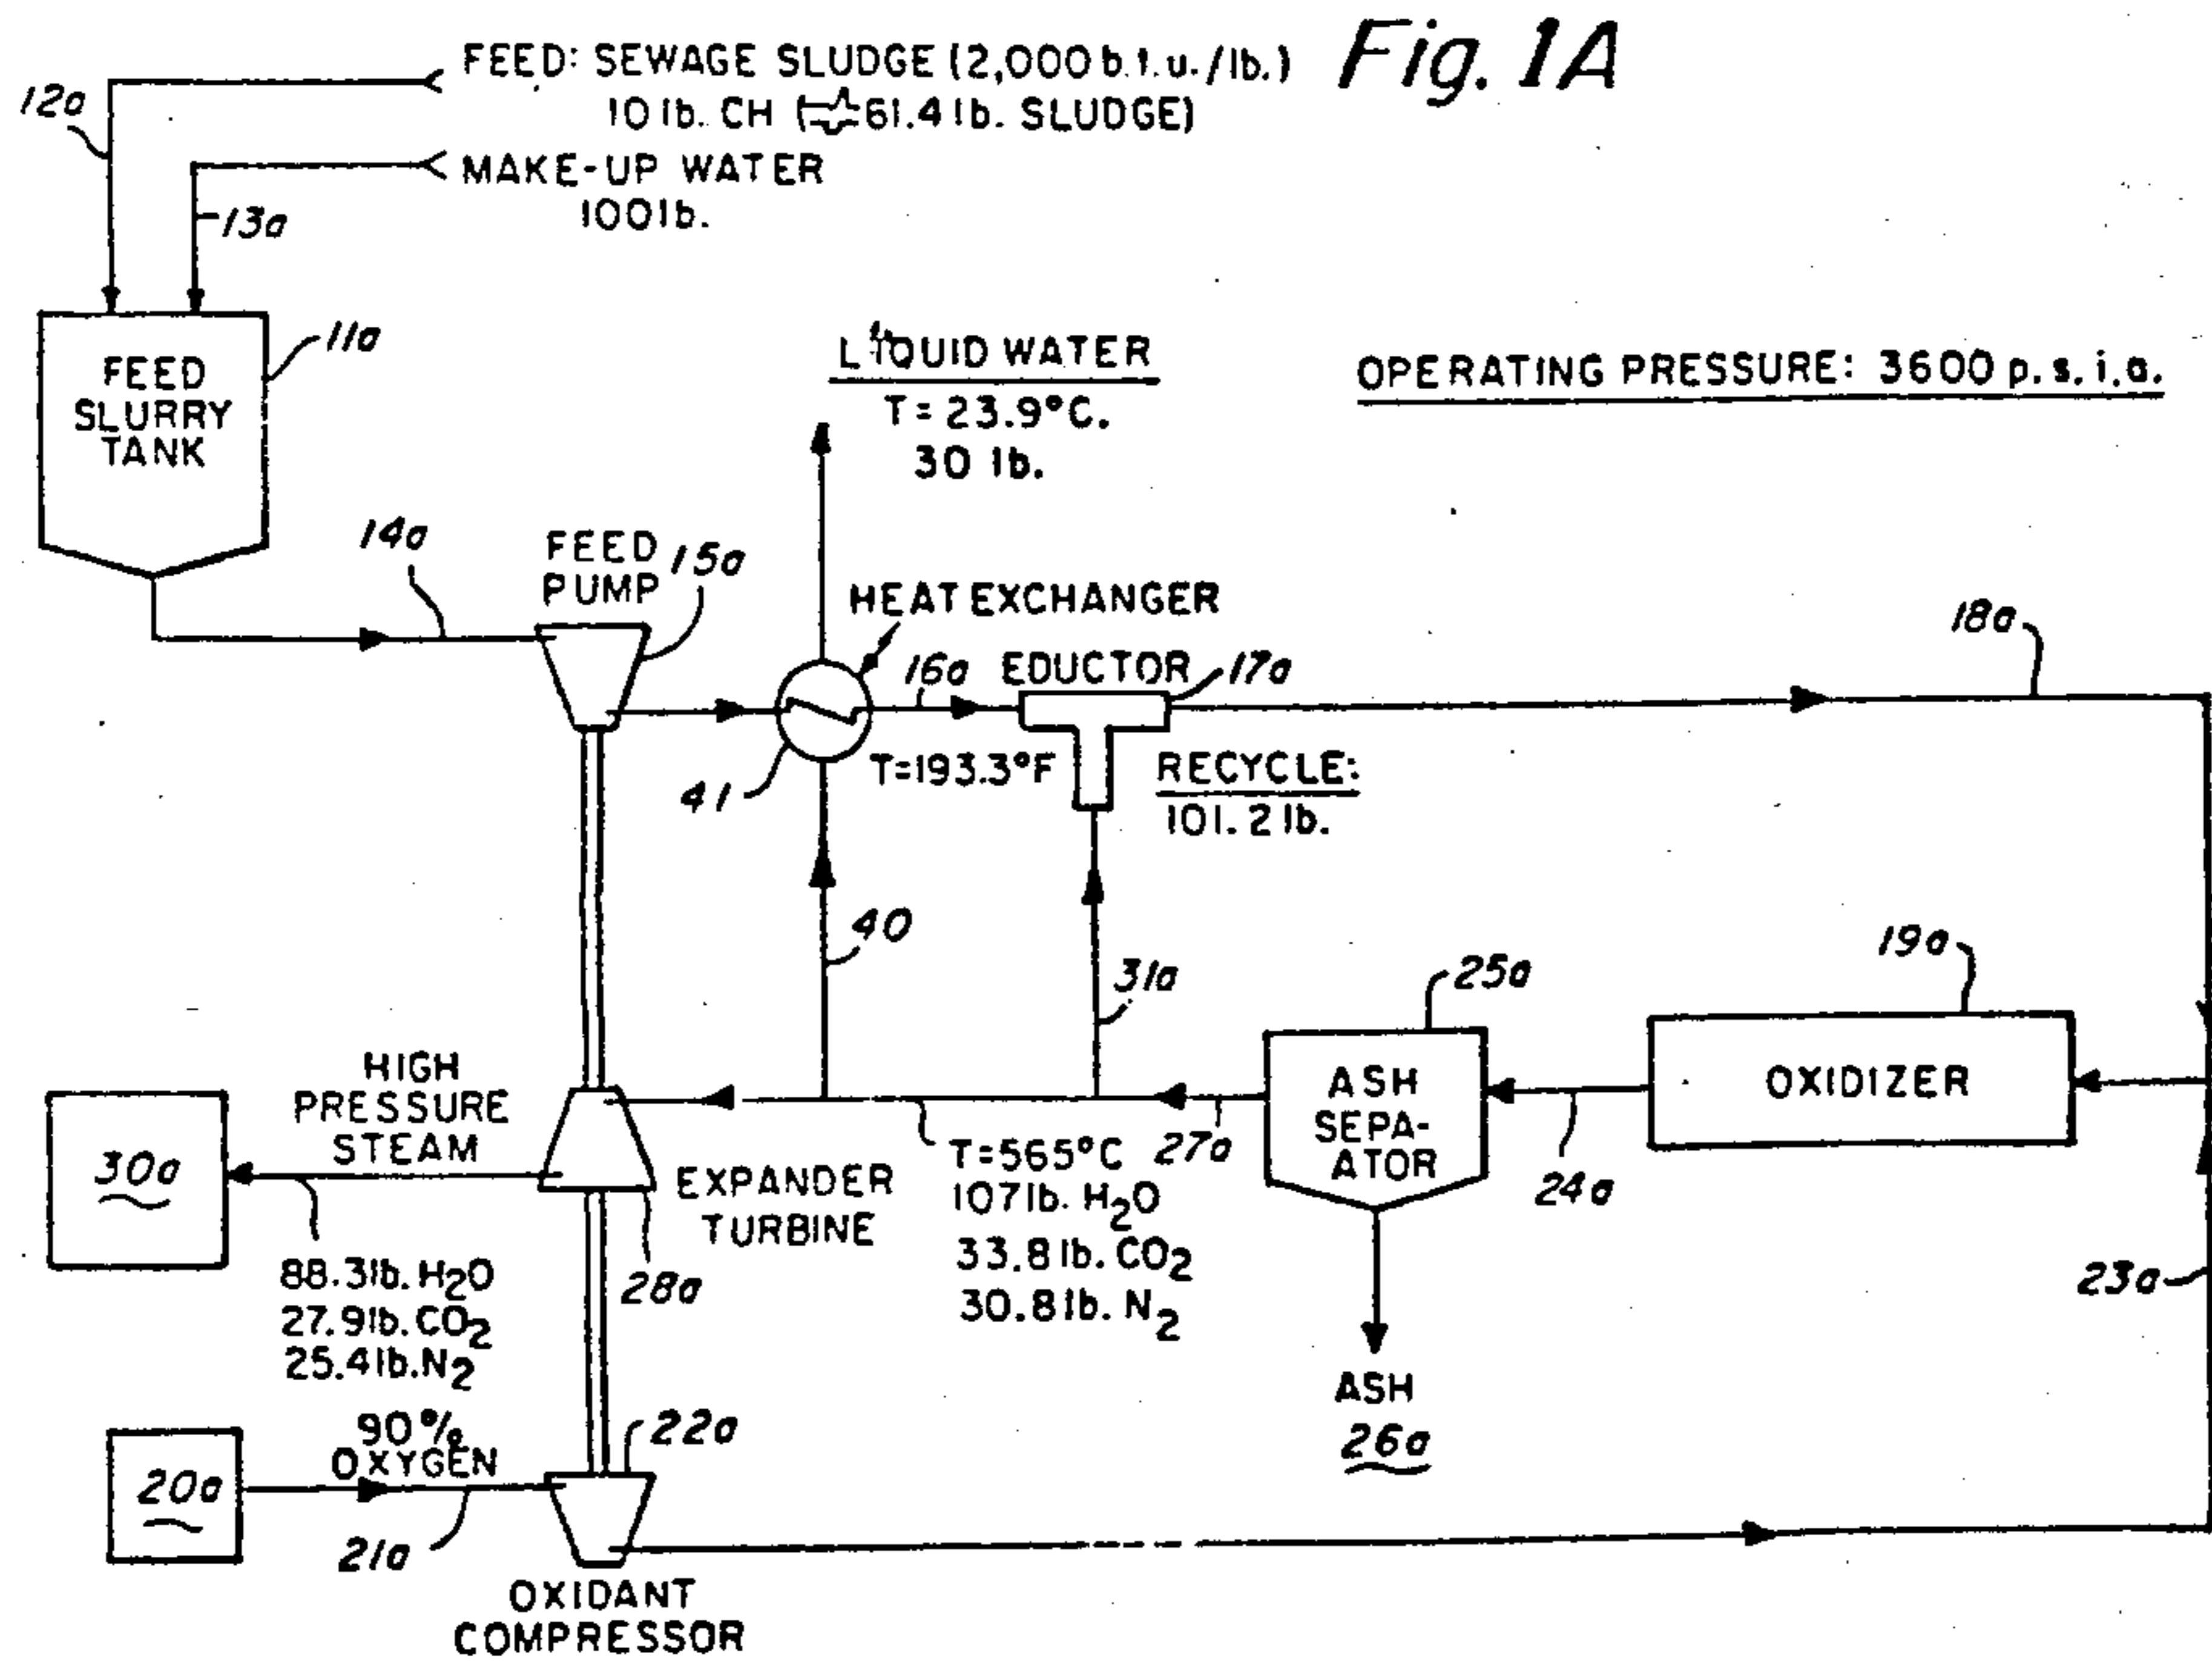 Fig. 1A
FEED: SEWAGE SLUDGE (2,000 b.t.u./lb.)
10 lb. CH (61.4 lb. SLUDGE)
12a
MAKE-UP WATER
100 lb.
13a
11a
FEED
SLURRY
TANK
LIQUID WATER
T= 23.9°C.
30 lb.
OPERATING PRESSURE: 3600 p.s.i.a.
14a
FEED
PUMP
15a
HEAT EXCHANGER
16a
EDUCTOR
17a
18a
41
T=193.3°F
RECYCLE:
101.2 lb.
40
31a
25a
19a
HIGH
PRESSURE
STEAM
30a
ASH
SEPA-
ATOR
OXIDIZER
EXPANDER
TURBINE
28a
T=565°C
107 lb. H2O
33.8 lb. CO2
30.8 lb. N2
27a
24a
23a
88.3 lb. H2O
27.9 lb. CO2
25.4 lb. N2
ASH
26a
90%
OXYGEN
20a
21a
22a
OXIDANT
COMPRESSOR